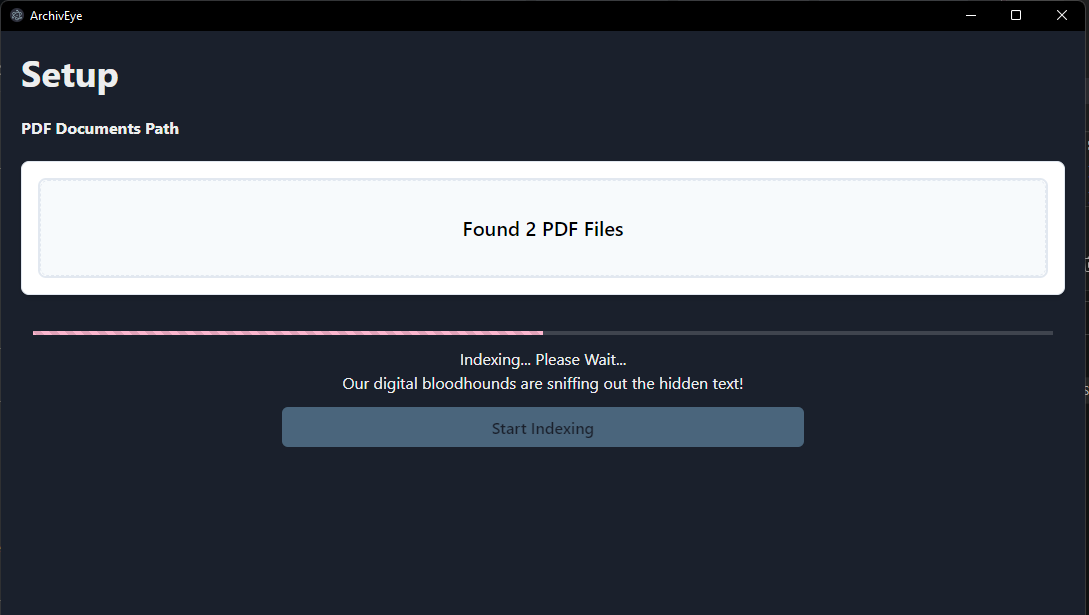 ArchivEye
Setup
PDF Documents Path
Found 2 PDF Files
Indexing... Please Wait...
Our digital bloodhounds are sniffing out the hidden text!
Start Indexing